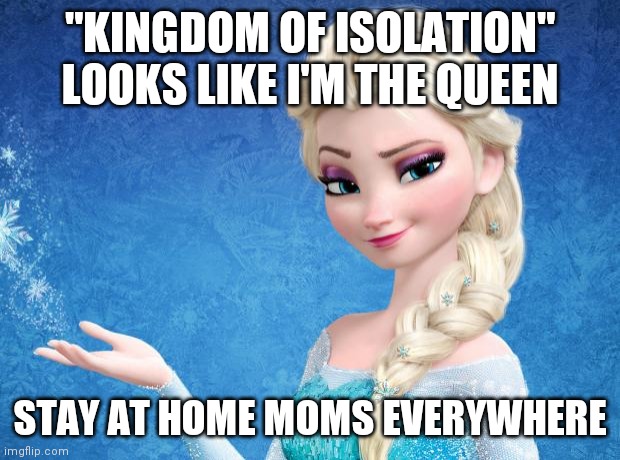 "KINGDOM OF ISOLATION"
LOOKS LIKE I'M THE QUEEN
STAY AT HOME MOMS EVERYWHERE
imgflip.com